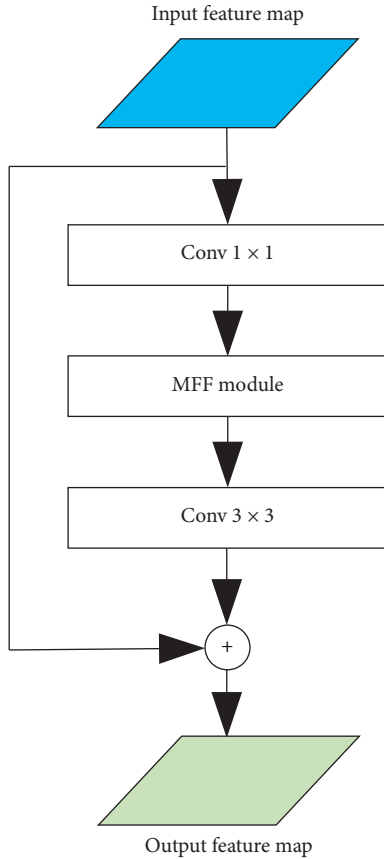 Input feature map
Conv 1 × 1
MFF module
Conv 3 × 3
+
Output feature map